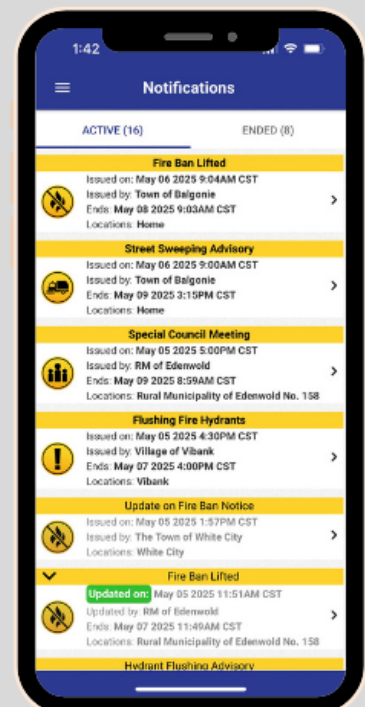 1:42
Notifications
ACTIVE (16)
ENDED (8)
Fire Ban Lifted
Issued on: May 06 2025 9:04AM CST
Issued by: Town of Balgonie
Ends: May 08 2025 9:03AM CST
Locations: Home
Street Sweeping Advisory
Issued on: May 06 2025 9:00AM CST
Issued by: Town of Balgonie
Ends: May 09 2025 3:15PM CST
Locations: Home
Special Council Meeting
Issued on: May 05 2025 5:00PM CST
Issued by: RM of Edenwold
Ends: May 09 2025 8:59AM CST
Locations: Rural Municipality of Edenwold No. 158
Flushing Fire Hydrants
Issued on: May 05 2025 4:30PM CST
Issued by: Village of Vibank
Ends: May 07 2025 4:00PM CST
Locations: Vibank
Update on Fire Ban Notice
Issued on: May 05 2025 1:57PM CST
Issued by: The Town of White City
Locations: White City
Fire Ban Lifted
Updated on: May 05 2025 11:51AM CST
Updated by: RM of Edenwold
Ends: May 07 2025 11:49AM CST
Locations: Rural Municipality of Edenwold No. 158
Hydrant Flushing Advisory